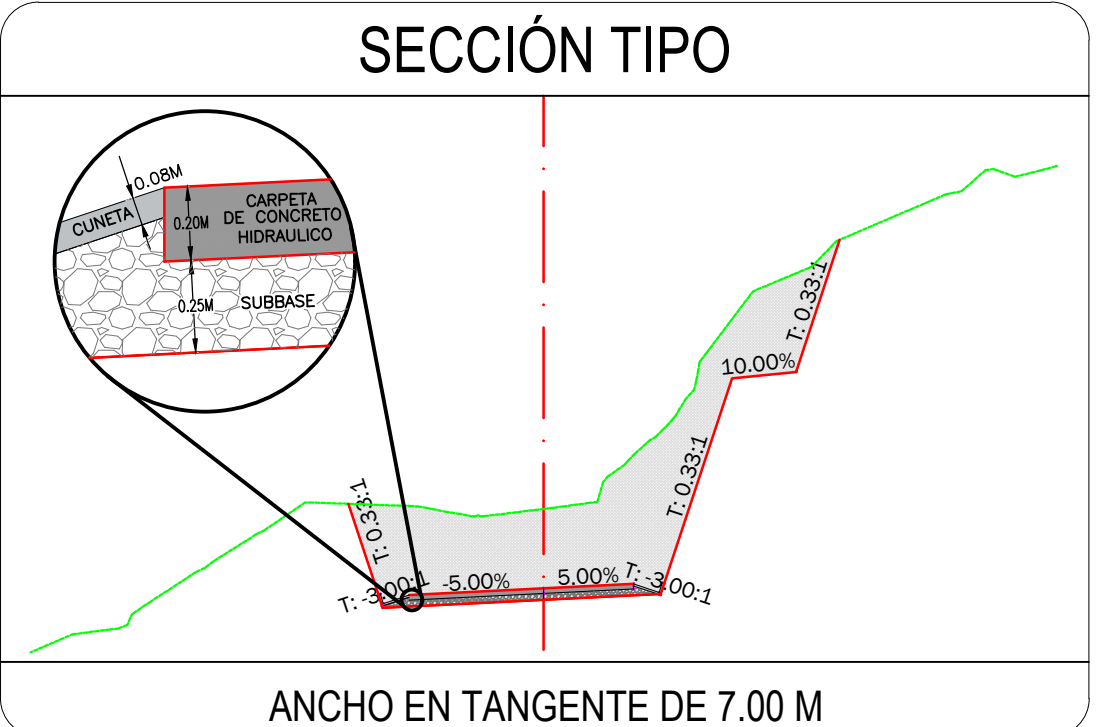 SECCIÓN TIPO
0.08M
CUNETA
0.20M
CARPETA
DE CONCRETO
HIDRAULICO
0.25M
SUBBASE
T: 0.33:1
10.00%
T: 0.33:1
T: 0.33:1
T: -3.00:1
-5.00%
5.00%
T: -3.00:1
ANCHO EN TANGENTE DE 7.00 M